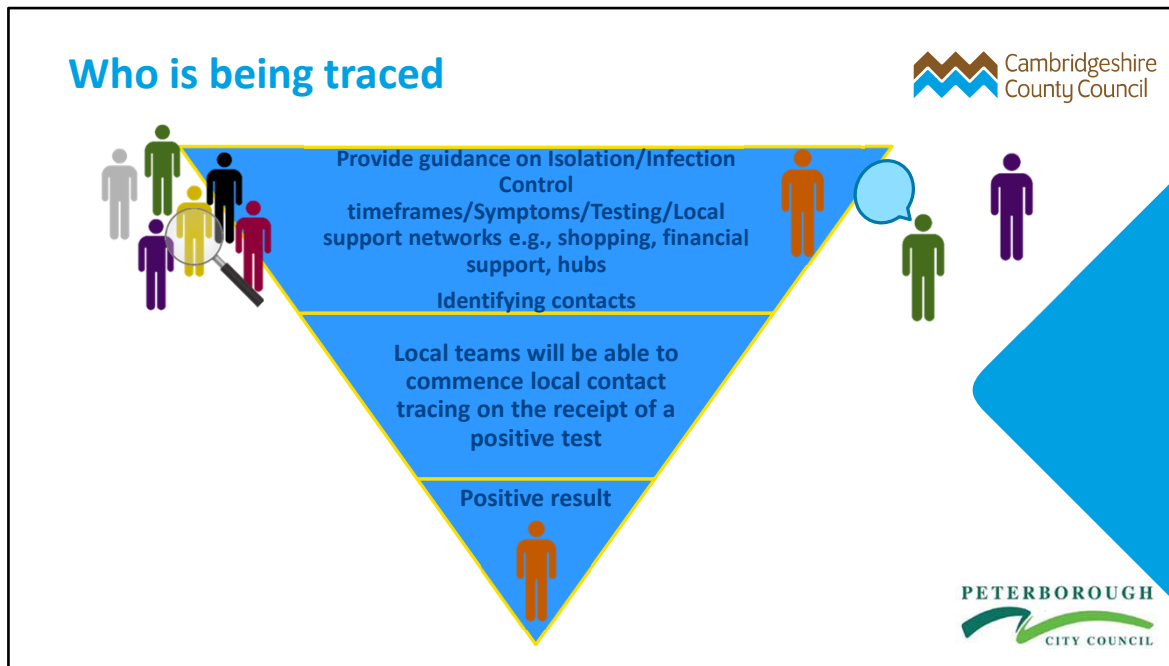 Who is being traced
Cambridgeshire
County Council
Provide guidance on Isolation/Infection
Control
timeframes/Symptoms/Testing/Local
support networks e.g., shopping, financial
support, hubs
Identifying contacts
Local teams will be able to
commence local contact
tracing on the receipt of a
positive test
Positive result
PETERBOROUGH
CITY COUNCIL